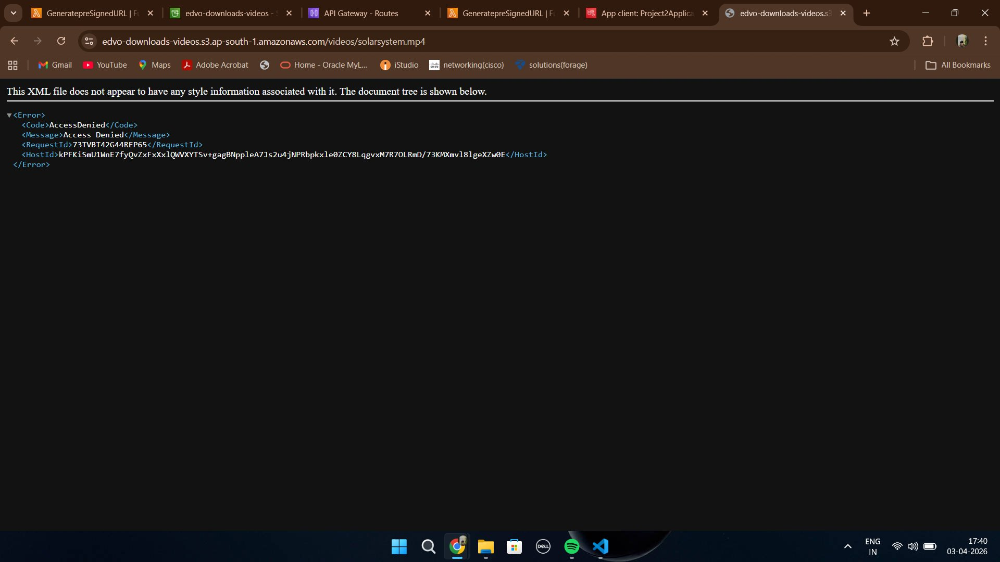 GeneratepreSignedURL | Fu
edvo-downloads-videos - S
API Gateway - Routes
GeneratepreSignedURL | Fu
App client: Project2Applica
edvo-downloads-videos.s3
edvo-downloads-videos.s3.ap-south-1.amazonaws.com/videos/solarsystem.mp4
Gmail
YouTube
Maps
Adobe Acrobat
Home - Oracle MyL...
iStudio
networking(cisco)
solutions(forage)
All Bookmarks
This XML file does not appear to have any style information associated with it. The document tree is shown below.
<Error>
<Code>AccessDenied</Code>
<Message>Access Denied</Message>
<RequestId>73TVBT42G44REP65</RequestId>
<HostId>kPFKiSmU1WnE7fyQvZxFxXxlQWVXYTSv+gagBNppleA7Js2u4jNPRbpkxle0ZCY8LqgvxM7R7OLRmD/73KMXmvl8lgeXZw0E</HostId>
</Error>
DELL
ENG
IN
17:40
03-04-2026